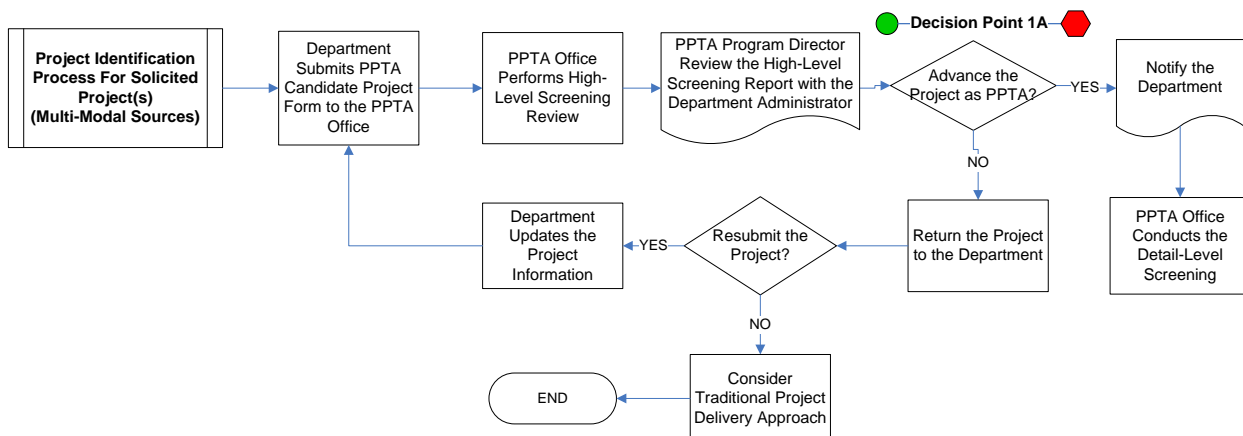 Decision Point 1A
Project Identification
Process For Solicited
Project(s)
(Multi-Modal Sources)
Department
Submits PPTA
Candidate Project
Form to the PPTA
Office
PPTA Office
Performs High-
Level Screening
Review
PPTA Program Director
Review the High-Level
Screening Report with the
Department Administrator
Advance the
Project as PPTA?
YES
Notify the
Department
NO
PPTA Office
Conducts the
Detail-Level
Screening
Return the Project
to the Department
Resubmit the
Project?
YES
Department
Updates the
Project
Information
NO
Consider
Traditional Project
Delivery Approach
END